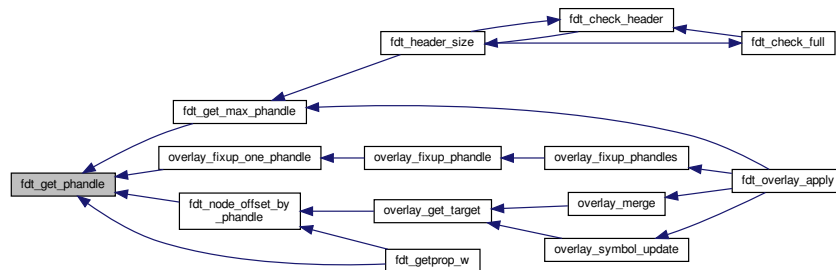 fdt_check_header
fdt_header_size
fdt_check_full
fdt_get_max_phandle
overlay_fixup_one_phandle
overlay_fixup_phandle
overlay_fixup_phandles
fdt_get_phandle
fdt_overlay_apply
fdt_node_offset_by
_phandle
overlay_get_target
overlay_merge
overlay_symbol_update
fdt_getprop_w